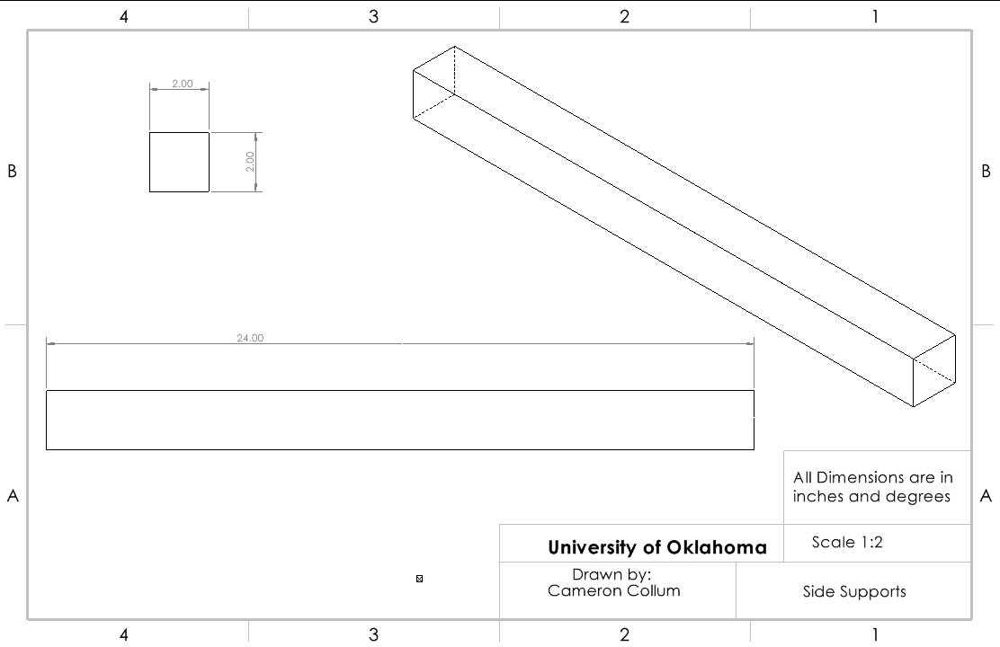 4 3 2 1
2.00
2.00
B B
24.00
All Dimensions are in
inches and degrees
A A
University of Oklahoma
Scale 1:2
Drawn by:
Cameron Collum
Side Supports
4 3 2 1